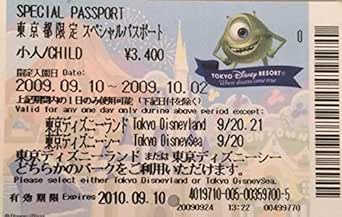 SPECIAL PASSPORT
東京都限定 スペシャルパスポート
小人/CHILD ¥3.400
指定入園日 Date
2009.09.10 ~ 2009.10.02
TOKYO Disney RESORT®
Where dreams come true
0
上記期間内の1日のみ使用可能(下記日付を除く)
Valid for any one day only during above period except:
東京ディズニーランド Tokyo Disneyland 9/20.21
東京ディズニーシー Tokyo DisneySea 9/20
東京ディズニーランド または 東京ディズニーシー
どちらかのパークをご利用いただけます。
Please select either Tokyo Disneyland or Tokyo DisneySea.
4019710-005-00359700-5
有効期限 Expires 2010.09.10 20090924 13:22 00499770